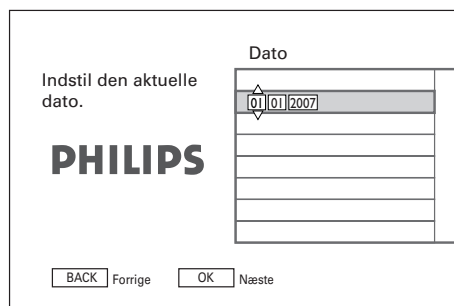 Dato
Indstil den aktuelle
dato.
01 01 2007
PHILIPS
BACK Forrige OK Næste